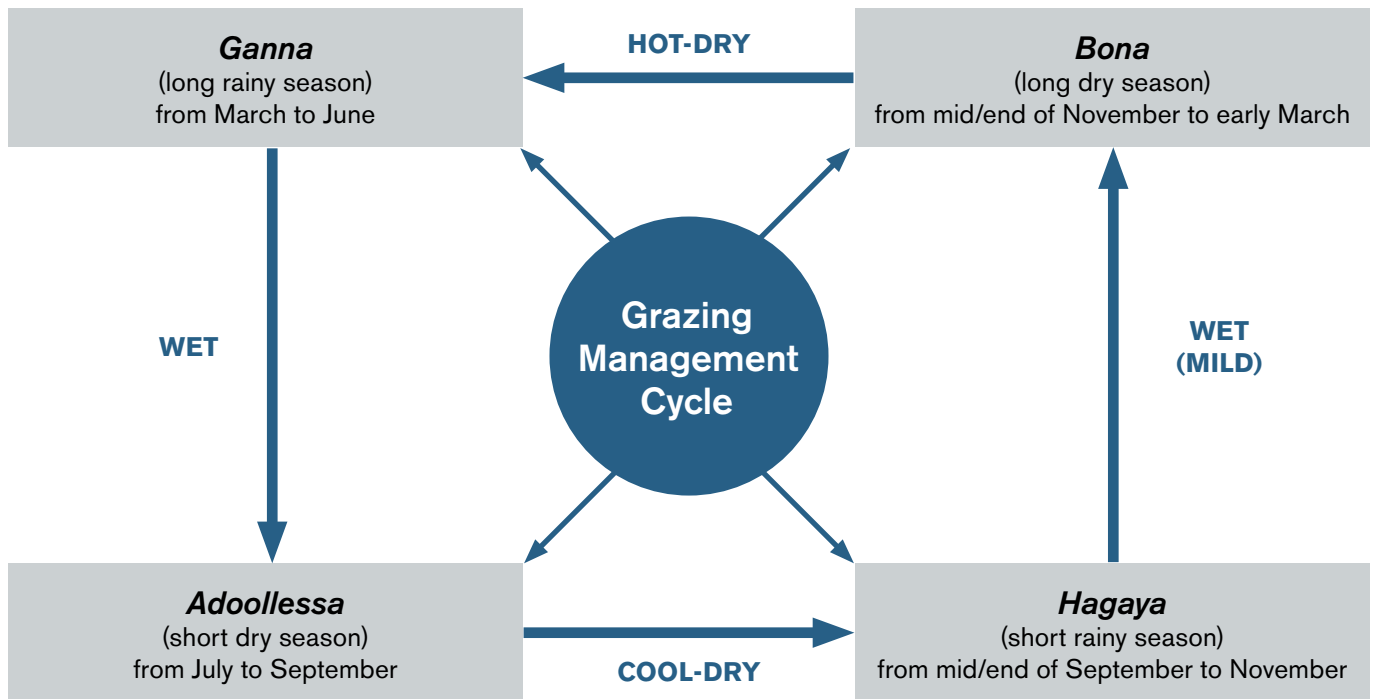 Ganna
(long rainy season)
from March to June
HOT-DRY
Bona
(long dry season)
from mid/end of November to early March
WET
Grazing
Management
Cycle
WET
(MILD)
Adoollessa
(short dry season)
from July to September
COOL-DRY
Hagaya
(short rainy season)
from mid/end of September to November